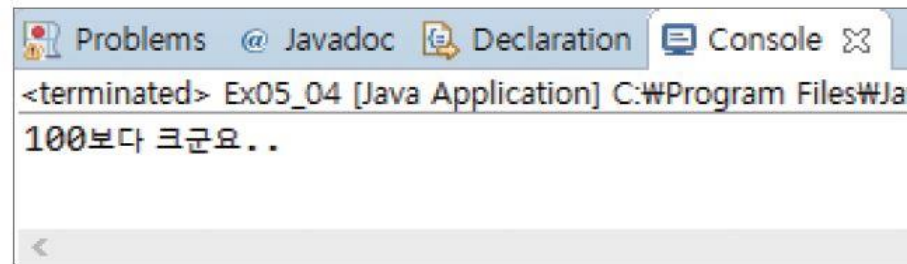 Problems @ Javadoc Declaration Console
<terminated> Ex05_04 [Java Application] C:₩Program Files₩Ja
100보다 크군요..